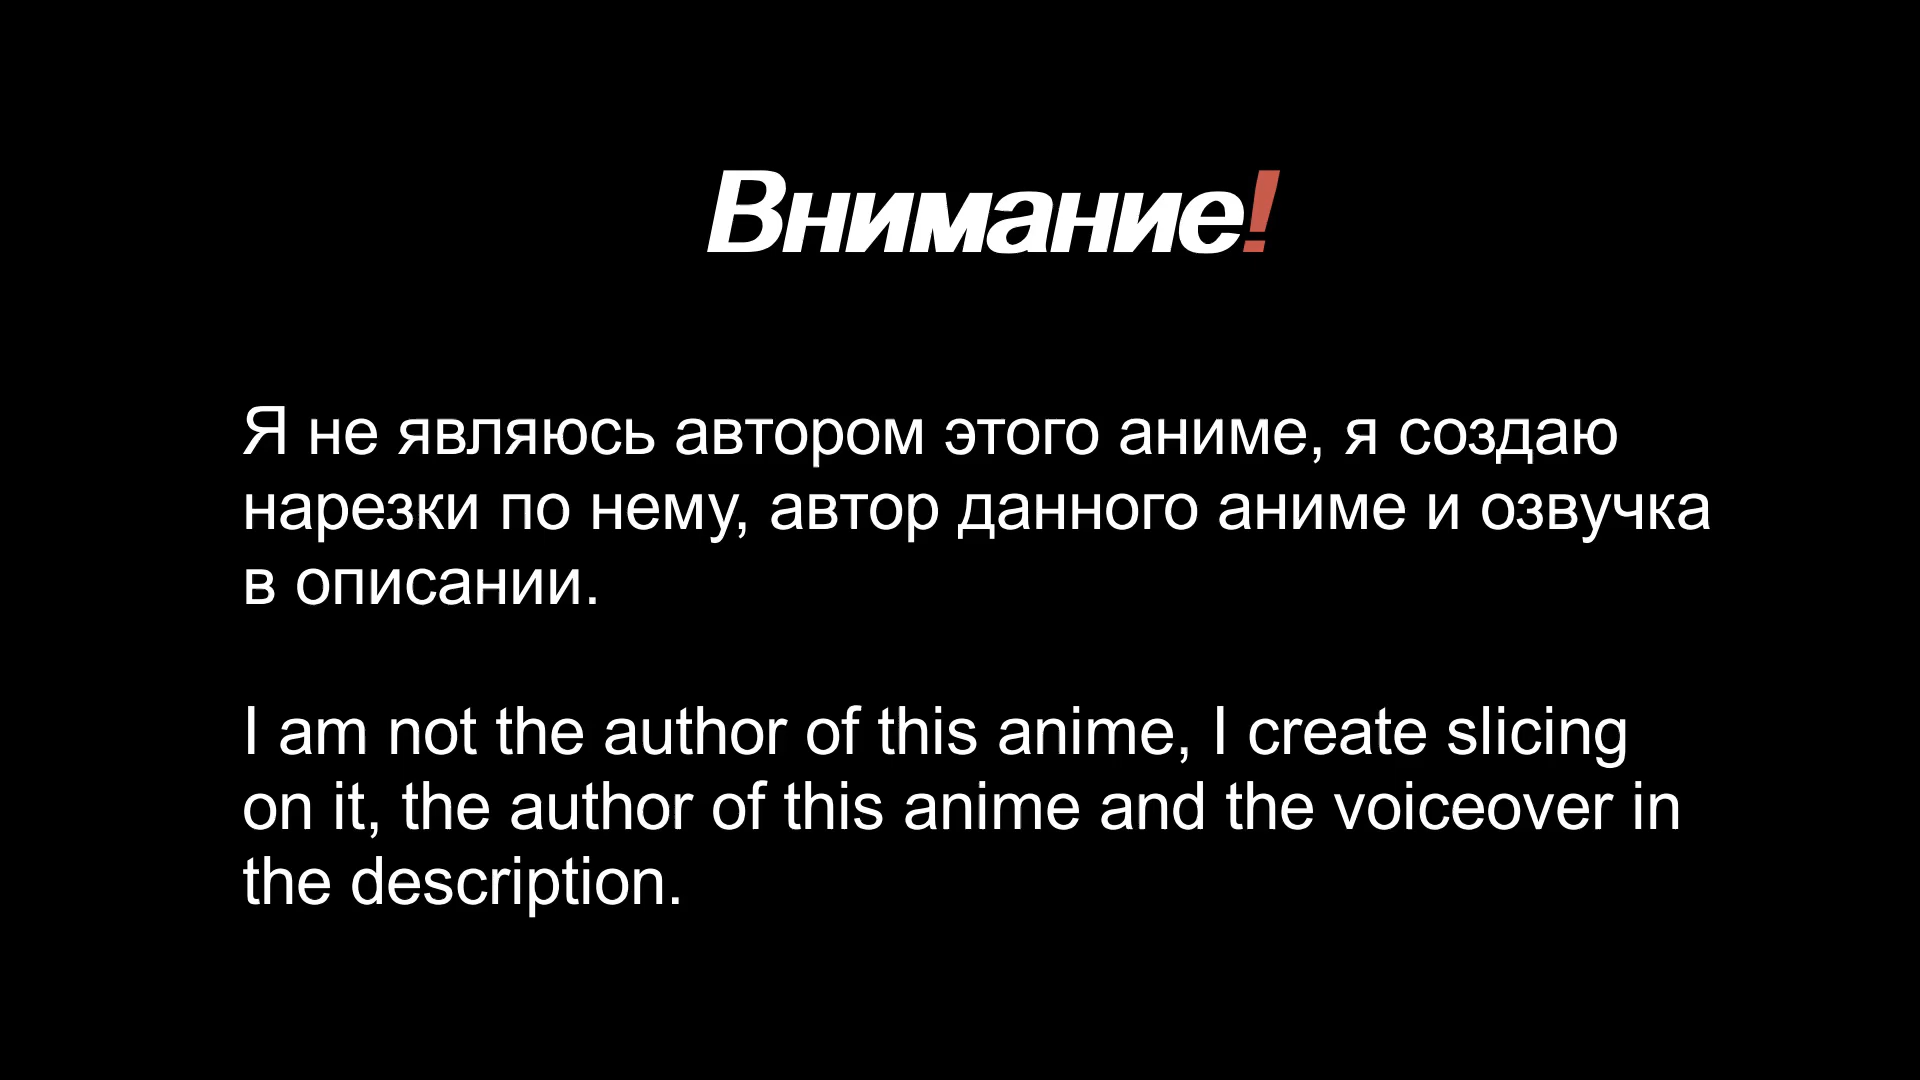 Внимание!
Я не являюсь автором этого аниме, я создаю
нарезки по нему, автор данного аниме и озвучка
в описании.
I am not the author of this anime, I create slicing
on it, the author of this anime and the voiceover in
the description.